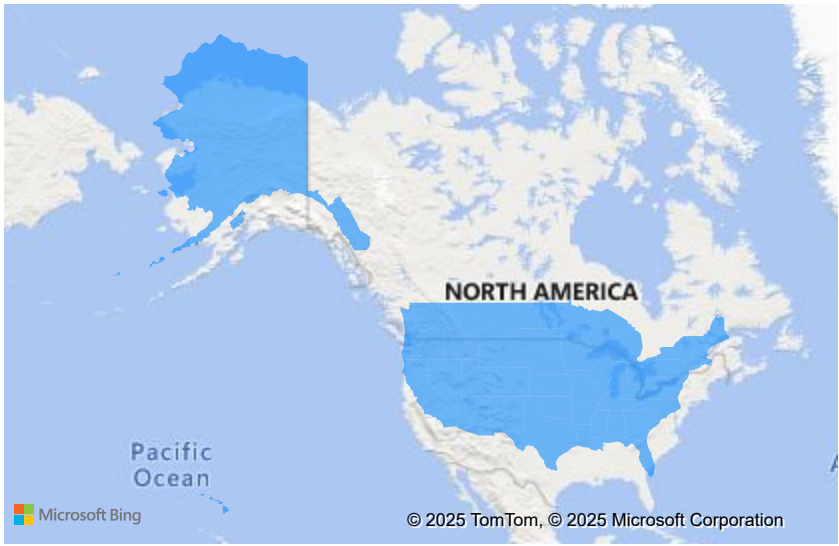 NORTH AMERICA
Pacific
Ocean
A
Microsoft Bing
© 2025 TomTom, © 2025 Microsoft Corporation